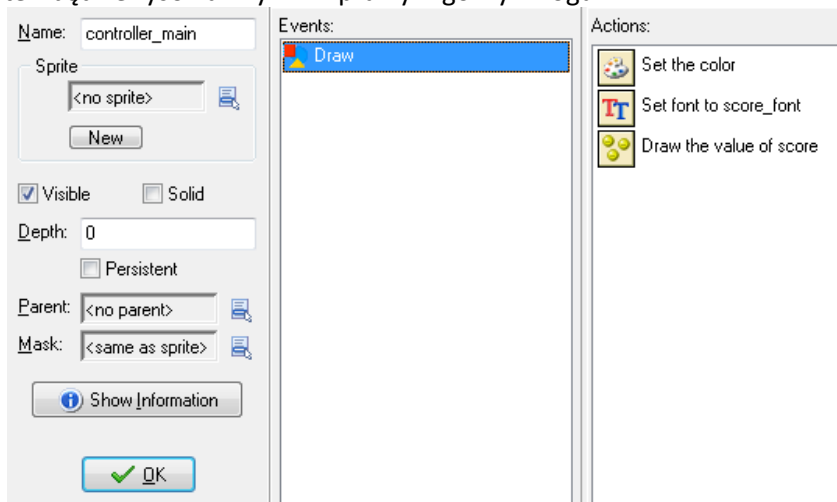 Name: controller_main
Sprite
<no sprite>
New
Visible Solid
Depth: 0
Persistent
Parent: <no parent>
Mask: <same as sprite>
Show Information
OK
Events:
Draw
Actions:
Set the color
Set font to score_font
Draw the value of score